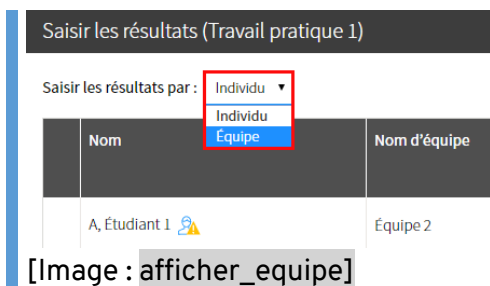 Saisir les résultats (Travail pratique 1)
Saisir les résultats par : Individu
Individu
Équipe
Nom Nom d'équipe
A, Étudiant 1 Équipe 2
[Image : afficher_equipe]